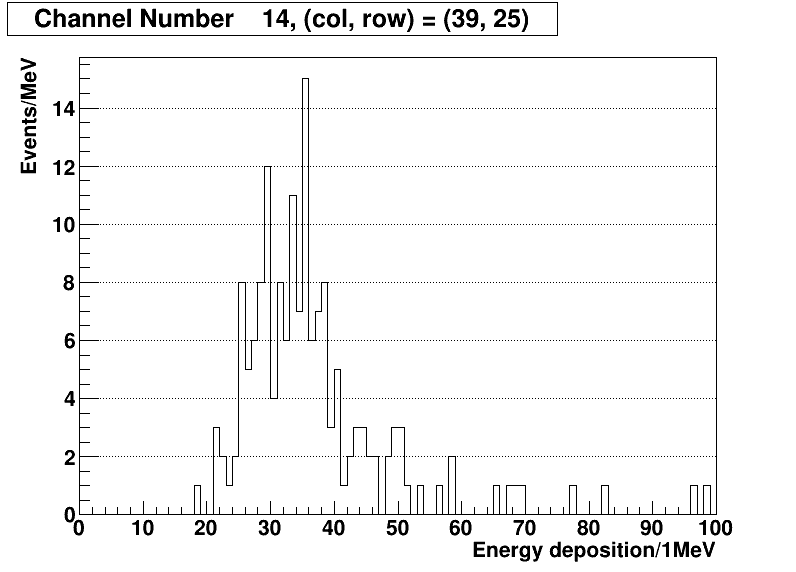 Channel Number 14, (col, row) = (39, 25)
Events/MeV
14
12
10
8
6
4
2
0
0 10 20 30 40 50 60 70 80 90 100
Energy deposition/1MeV